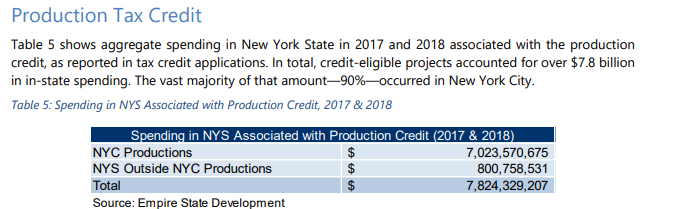 Production Tax Credit
Table 5 shows aggregate spending in New York State in 2017 and 2018 associated with the production
credit, as reported in tax credit applications. In total, credit-eligible projects accounted for over $7.8 billion
in in-state spending. The vast majority of that amount—90%—occurred in New York City.
Table 5: Spending in NYS Associated with Production Credit, 2017 & 2018
Spending in NYS Associated with Production Credit (2017 & 2018)
NYC Productions $ 7,023,570,675
NYS Outside NYC Productions $ 800,758,531
Total $ 7,824,329,207
Source: Empire State Development